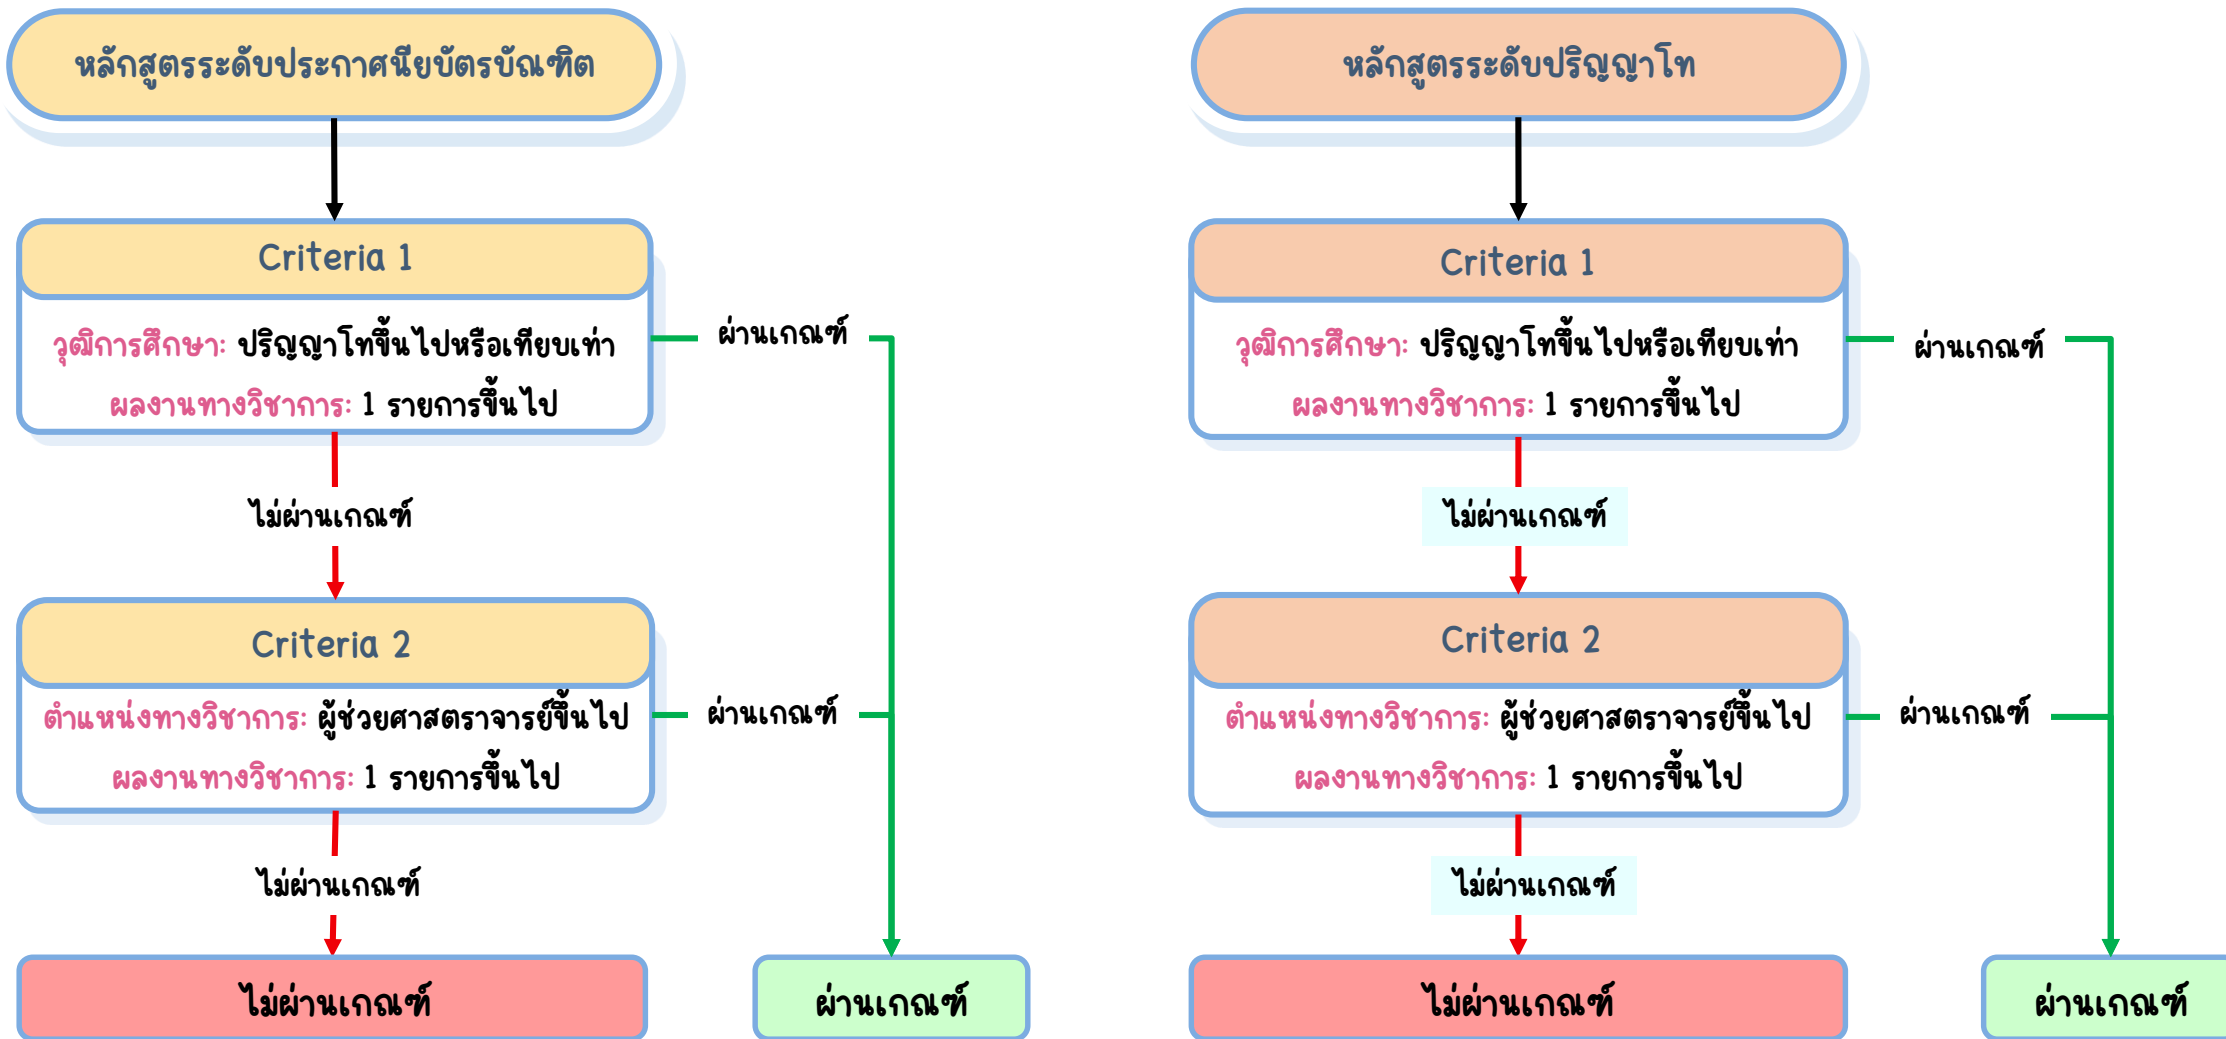 หลักสูตรระดับประกาศนียบัตรบัณฑิต
Criteria 1
วุฒิการศึกษา: ปริญญาโทขึ้นไปหรือเทียบเท่า
ผลงานทางวิชาการ: 1 รายการขึ้นไป
ผ่านเกณฑ์
ไม่ผ่านเกณฑ์
Criteria 2
ตำแหน่งทางวิชาการ: ผู้ช่วยศาสตราจารย์ขึ้นไป
ผลงานทางวิชาการ: 1 รายการขึ้นไป
ผ่านเกณฑ์
ไม่ผ่านเกณฑ์
ไม่ผ่านเกณฑ์
ผ่านเกณฑ์
หลักสูตรระดับปริญญาโท
Criteria 1
วุฒิการศึกษา: ปริญญาโทขึ้นไปหรือเทียบเท่า
ผลงานทางวิชาการ: 1 รายการขึ้นไป
ผ่านเกณฑ์
ไม่ผ่านเกณฑ์
Criteria 2
ตำแหน่งทางวิชาการ: ผู้ช่วยศาสตราจารย์ขึ้นไป
ผลงานทางวิชาการ: 1 รายการขึ้นไป
ผ่านเกณฑ์
ไม่ผ่านเกณฑ์
ไม่ผ่านเกณฑ์
ผ่านเกณฑ์